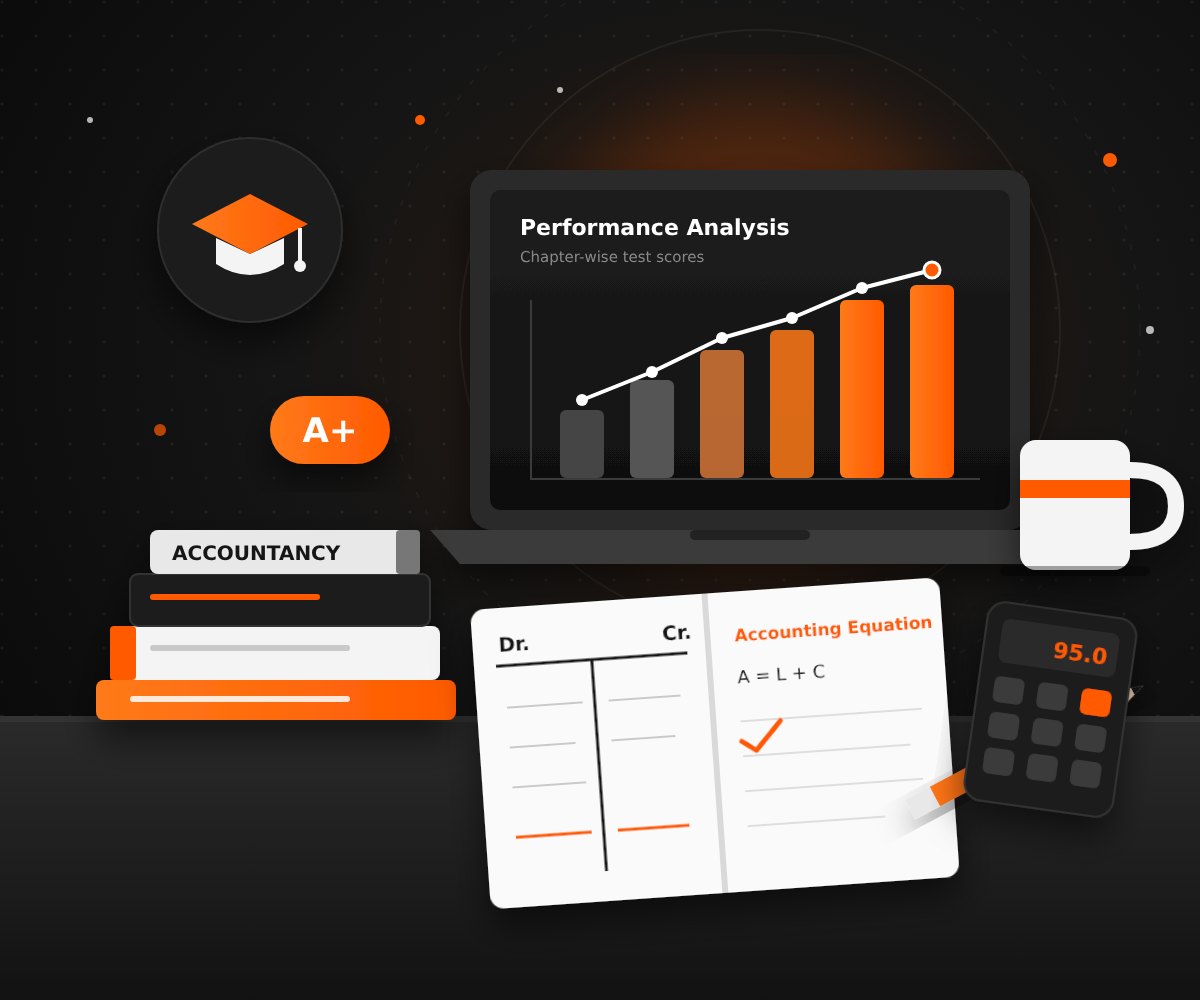 Performance Analysis
Chapter-wise test scores
A+
ACCOUNTANCY
Dr.
Cr.
Accounting Equation
A = L + C
95.0